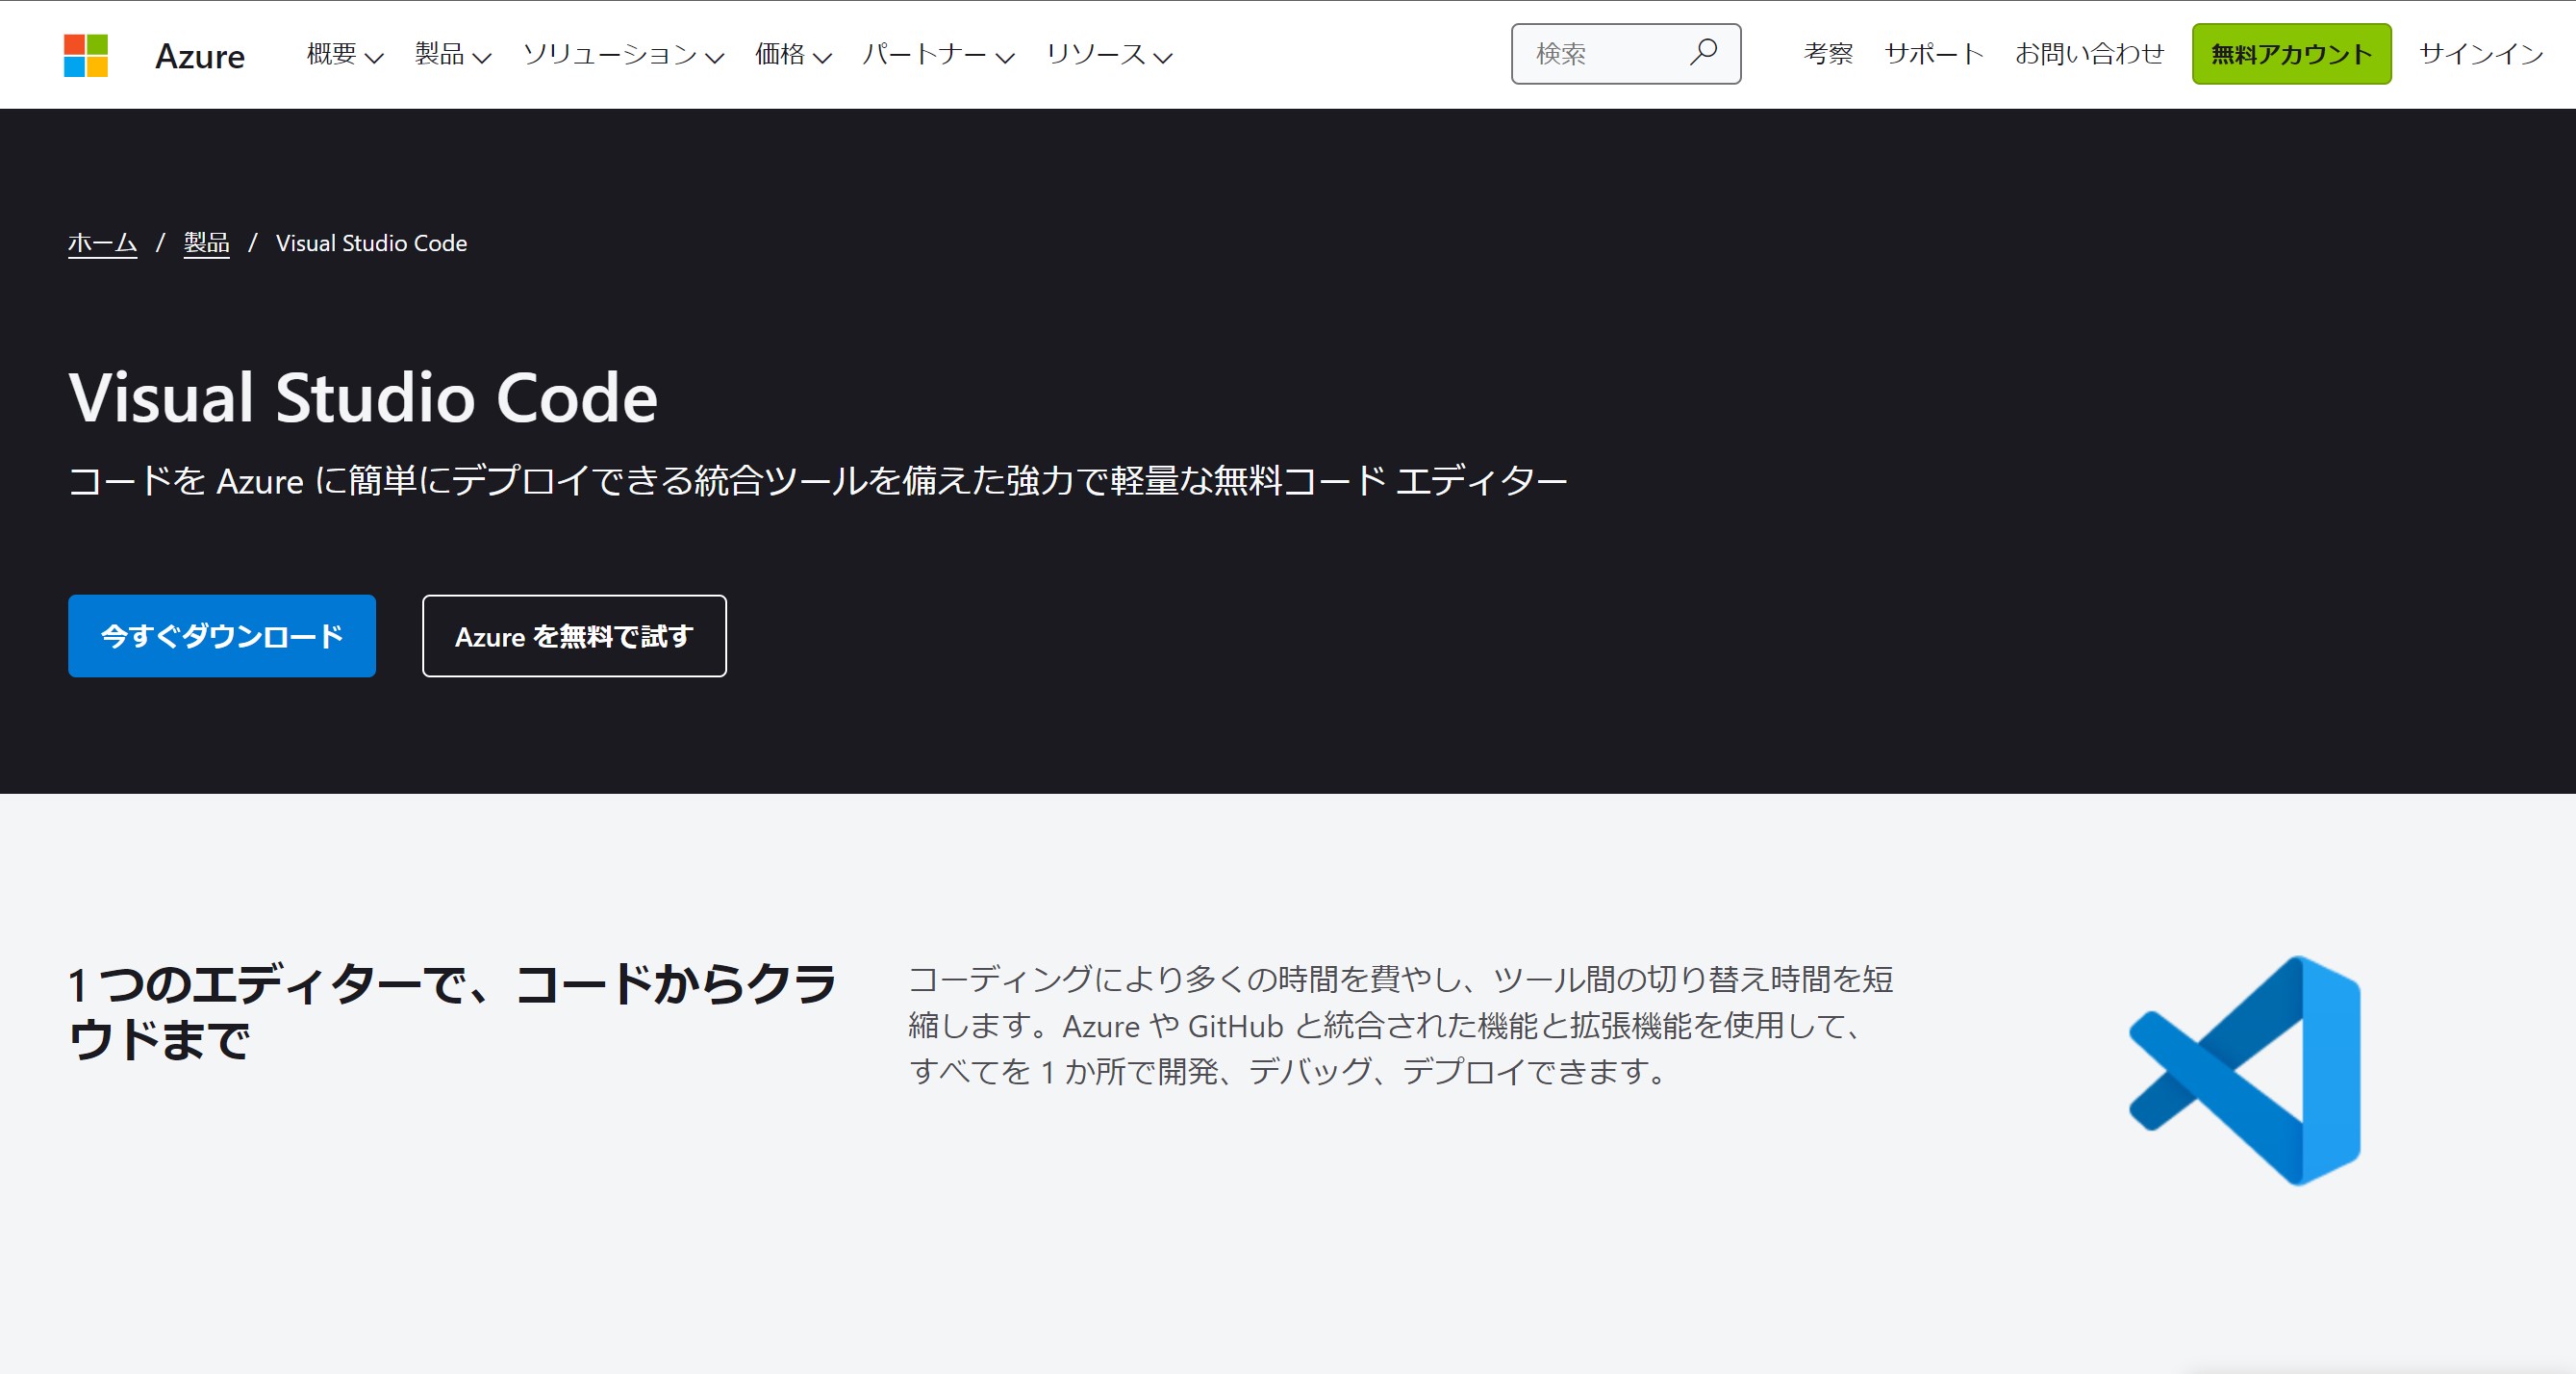 Azure 概要 製品 ソリューション 価格 パートナー リソース 検索 考察 サポート お問い合わせ 無料アカウント サインイン
ホーム / 製品 / Visual Studio Code
Visual Studio Code
コードを Azure に簡単にデプロイできる統合ツールを備えた強力で軽量な無料コード エディター
今すぐダウンロード Azure を無料で試す
1 つのエディターで、コードからクラ
ウドまで
コーディングにより多くの時間を費やし、ツール間の切り替え時間を短
縮します。Azure や GitHub と統合された機能と拡張機能を使用して、
すべてを 1 か所で開発、デバッグ、デプロイできます。